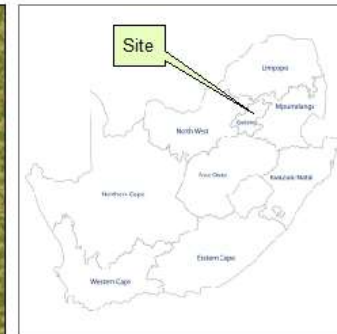 Site
Limpopo
Mpumalanga
Gauteng
North West
Free State
KwaZulu-Natal
Northern Cape
Eastern Cape
Western Cape